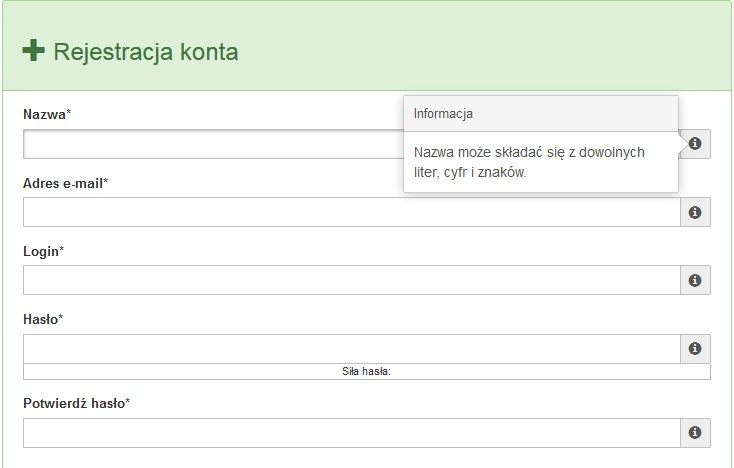 Rejestracja konta
Nazwa*
Informacja
Nazwa może składać się z dowolnych
liter, cyfr i znaków.
Adres e-mail*
Login*
Hasło*
Siła hasła:
Potwierdź hasło*